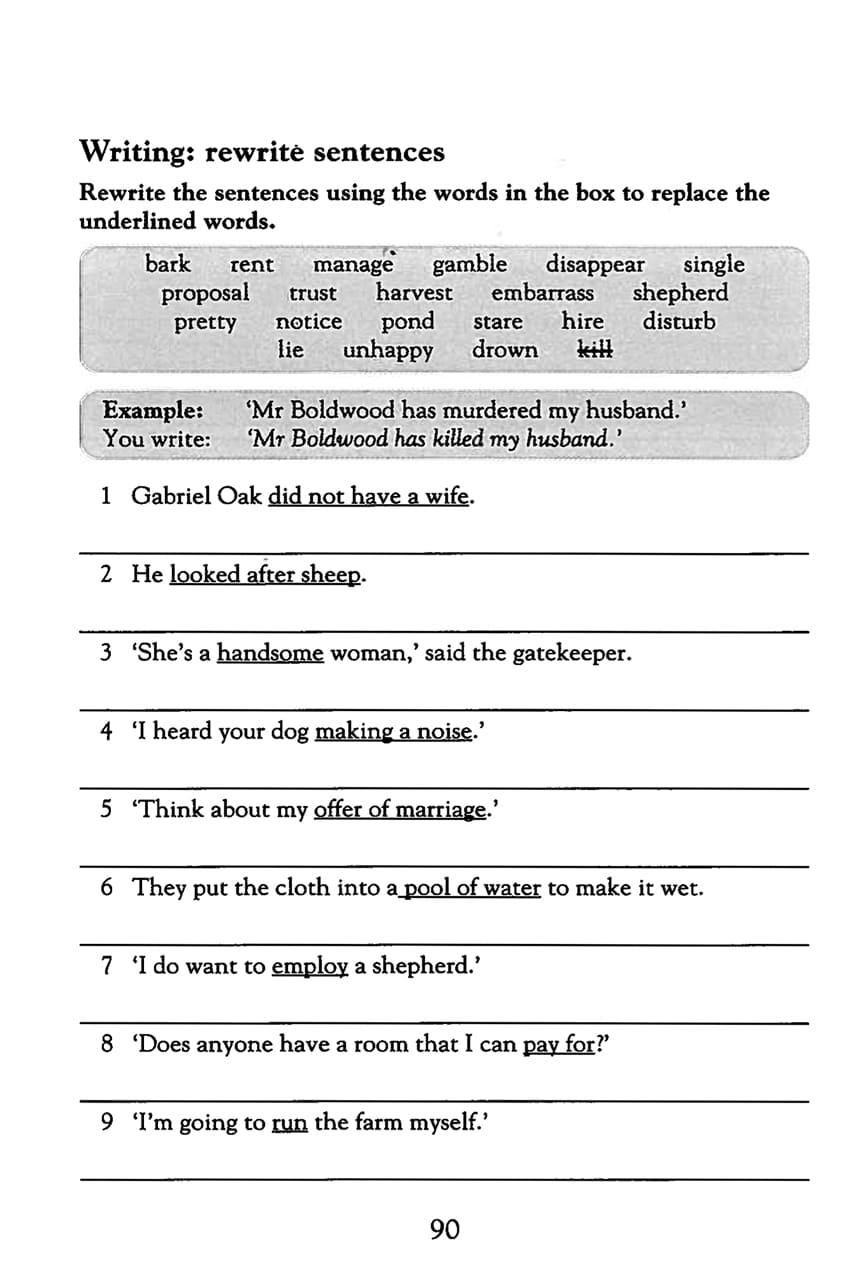 Writing: rewrite sentences
Rewrite the sentences using the words in the box to replace the
underlined words.
bark rent manage gamble disappear single
proposal trust harvest embarrass shepherd
pretty notice pond stare hire disturb
lie unhappy drown kill
Example: ‘Mr Boldwood has murdered my husband.’
You write: ‘Mr Boldwood has killed my husband.’
1 Gabriel Oak did not have a wife.
2 He looked after sheep.
3 ‘She’s a handsome woman,’ said the gatekeeper.
4 ‘I heard your dog making a noise.’
5 ‘Think about my offer of marriage.’
6 They put the cloth into a pool of water to make it wet.
7 ‘I do want to employ a shepherd.’
8 ‘Does anyone have a room that I can pay for?’
9 ‘I’m going to run the farm myself.’
90